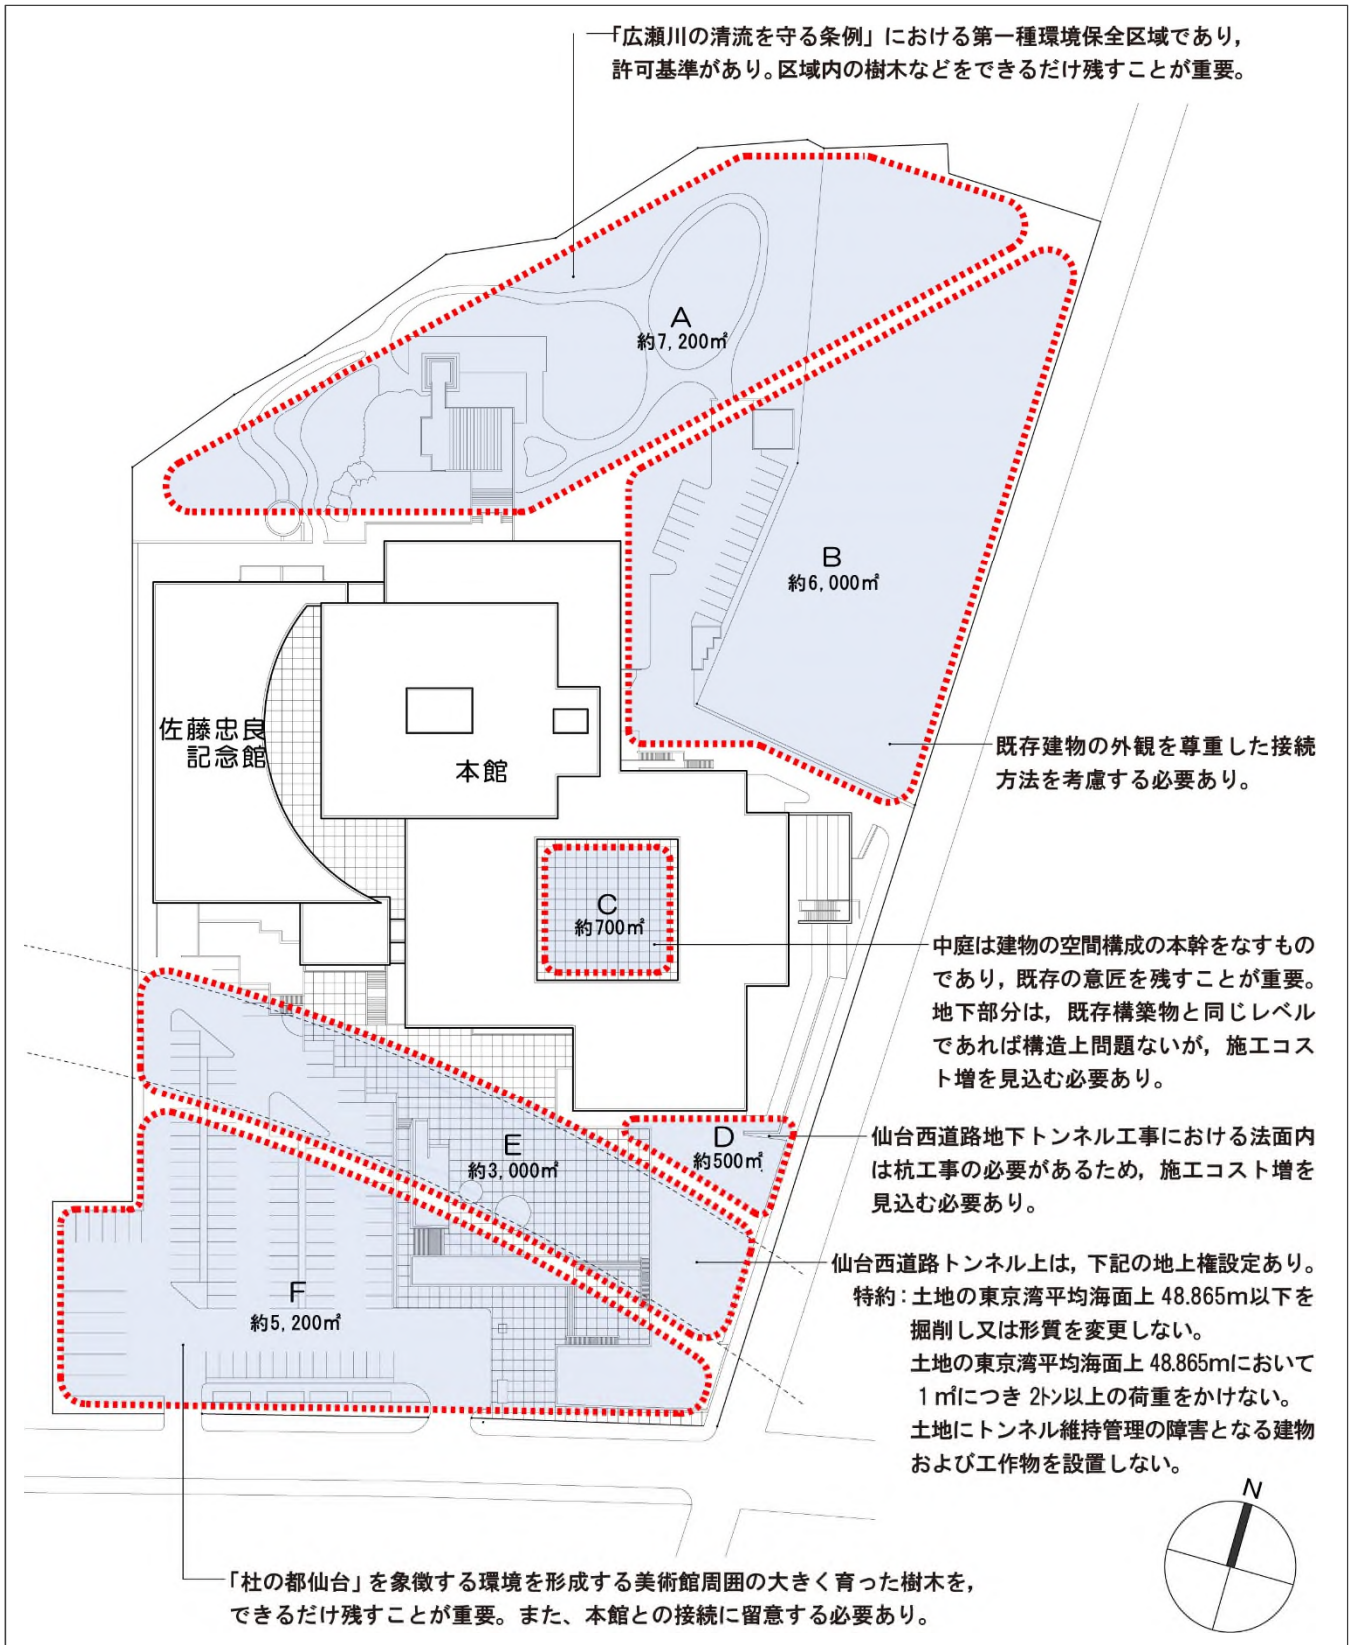 「広瀬川の清流を守る条例」における第一種環境保全区域であり，
許可基準があり。区域内の樹木などをできるだけ残すことが重要。
A
約7,200㎡
B
約6,000㎡
既存建物の外観を尊重した接続
方法を考慮する必要あり。
佐藤忠良
記念館
本館
C
約700㎡
中庭は建物の空間構成の本幹をなすもの
であり，既存の意匠を残すことが重要。
地下部分は，既存構築物と同じレベル
であれば構造上問題ないが，施工コス
ト増を見込む必要あり。
D
約500㎡
仙台西道路地下トンネル工事における法面内
は杭工事の必要があるため，施工コスト増を
見込む必要あり。
E
約3,000㎡
仙台西道路トンネル上は，下記の地上権設定あり。
特約：土地の東京湾平均海面上 48.865m以下を
掘削し又は形質を変更しない。
土地の東京湾平均海面上 48.865mにおいて
1㎡につき 2トン以上の荷重をかけない。
土地にトンネル維持管理の障害となる建物
および工作物を設置しない。
F
約5,200㎡
N
「杜の都仙台」を象徴する環境を形成する美術館周囲の大きく育った樹木を，
できるだけ残すことが重要。また、本館との接続に留意する必要あり。